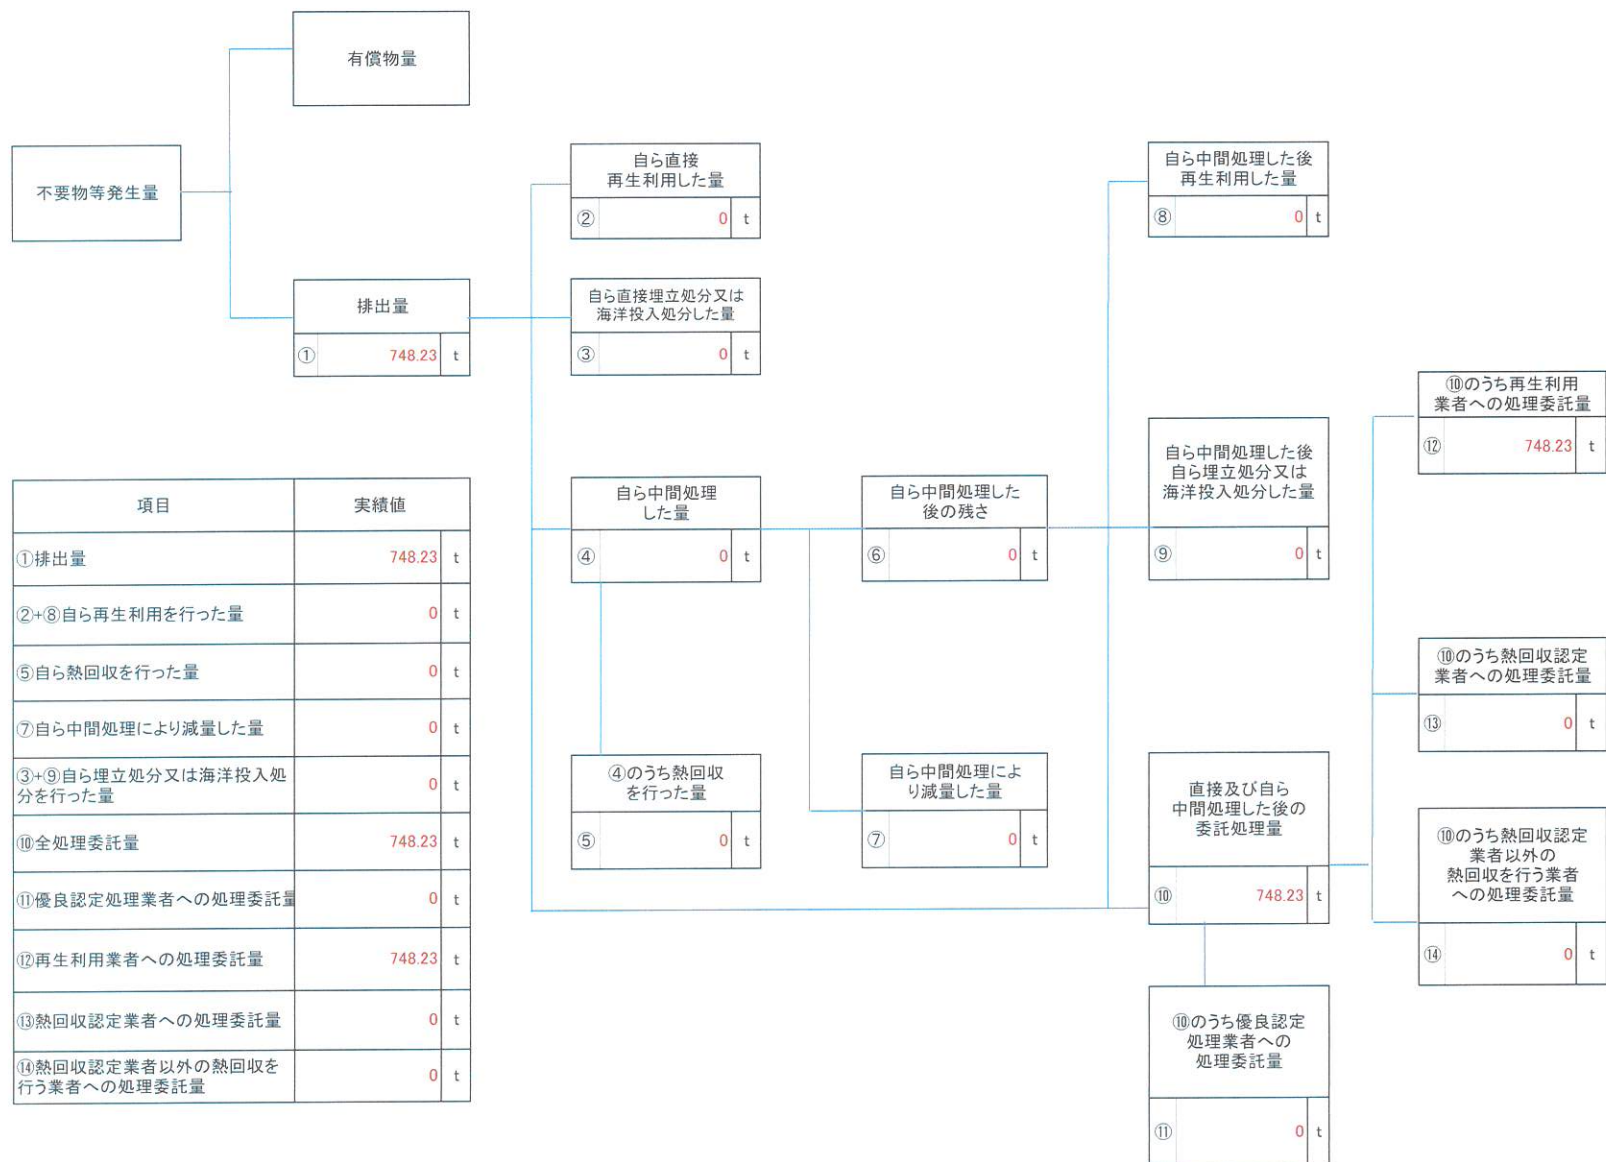 有償物量
不要物等発生量
排出量
① 748.23 t
自ら直接
再生利用した量
② 0 t
自ら直接埋立処分又は
海洋投入処分した量
③ 0 t
自ら中間処理
した量
④ 0 t
④のうち熱回収
を行った量
⑤ 0 t
自ら中間処理した
後の残さ
⑥ 0 t
自ら中間処理によ
り減量した量
⑦ 0 t
自ら中間処理した後
再生利用した量
⑧ 0 t
自ら中間処理した後
自ら埋立処分又は
海洋投入処分した量
⑨ 0 t
直接及び自ら
中間処理した後の
委託処理量
⑩ 748.23 t
⑩のうち優良認定
処理業者への
処理委託量
⑪ 0 t
⑩のうち再生利用
業者への処理委託量
⑫ 748.23 t
⑩のうち熱回収認定
業者への処理委託量
⑬ 0 t
⑩のうち熱回収認定
業者以外の
熱回収を行う業者
への処理委託量
⑭ 0 t
項目 実績値
①排出量 748.23 t
②+⑧自ら再生利用を行った量 0 t
⑤自ら熱回収を行った量 0 t
⑦自ら中間処理により減量した量 0 t
③+⑨自ら埋立処分又は海洋投入処
分を行った量 0 t
⑩全処理委託量 748.23 t
⑪優良認定処理業者への処理委託量 0 t
⑫再生利用業者への処理委託量 748.23 t
⑬熱回収認定業者への処理委託量 0 t
⑭熱回収認定業者以外の熱回収を
行う業者への処理委託量 0 t